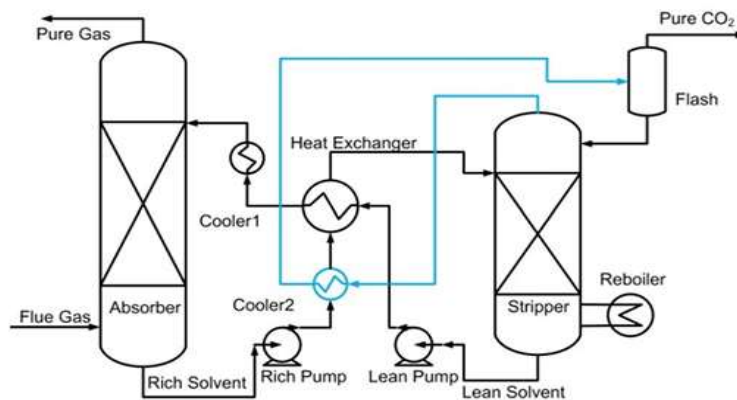 Pure CO₂
Pure Gas
Flash
Heat Exchanger
Cooler1
Reboiler
Absorber
Cooler2
Stripper
Flue Gas
Rich Solvent
Rich Pump
Lean Pump
Lean Solvent